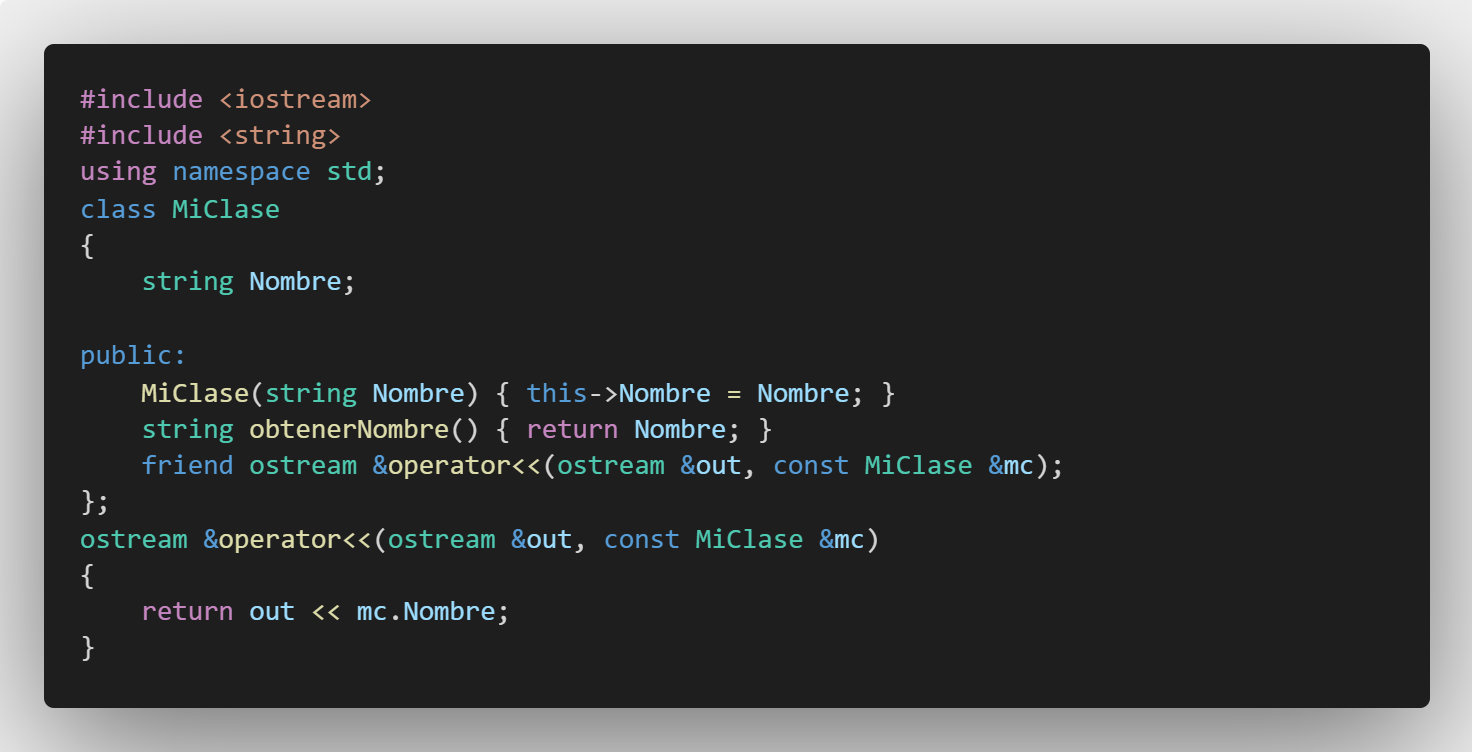 #include <iostream>
#include <string>
using namespace std;
class MiClase
{
    string Nombre;

public:
    MiClase(string Nombre) { this->Nombre = Nombre; }
    string obtenerNombre() { return Nombre; }
    friend ostream &operator<<(ostream &out, const MiClase &mc);
};
ostream &operator<<(ostream &out, const MiClase &mc)
{
    return out << mc.Nombre;
}